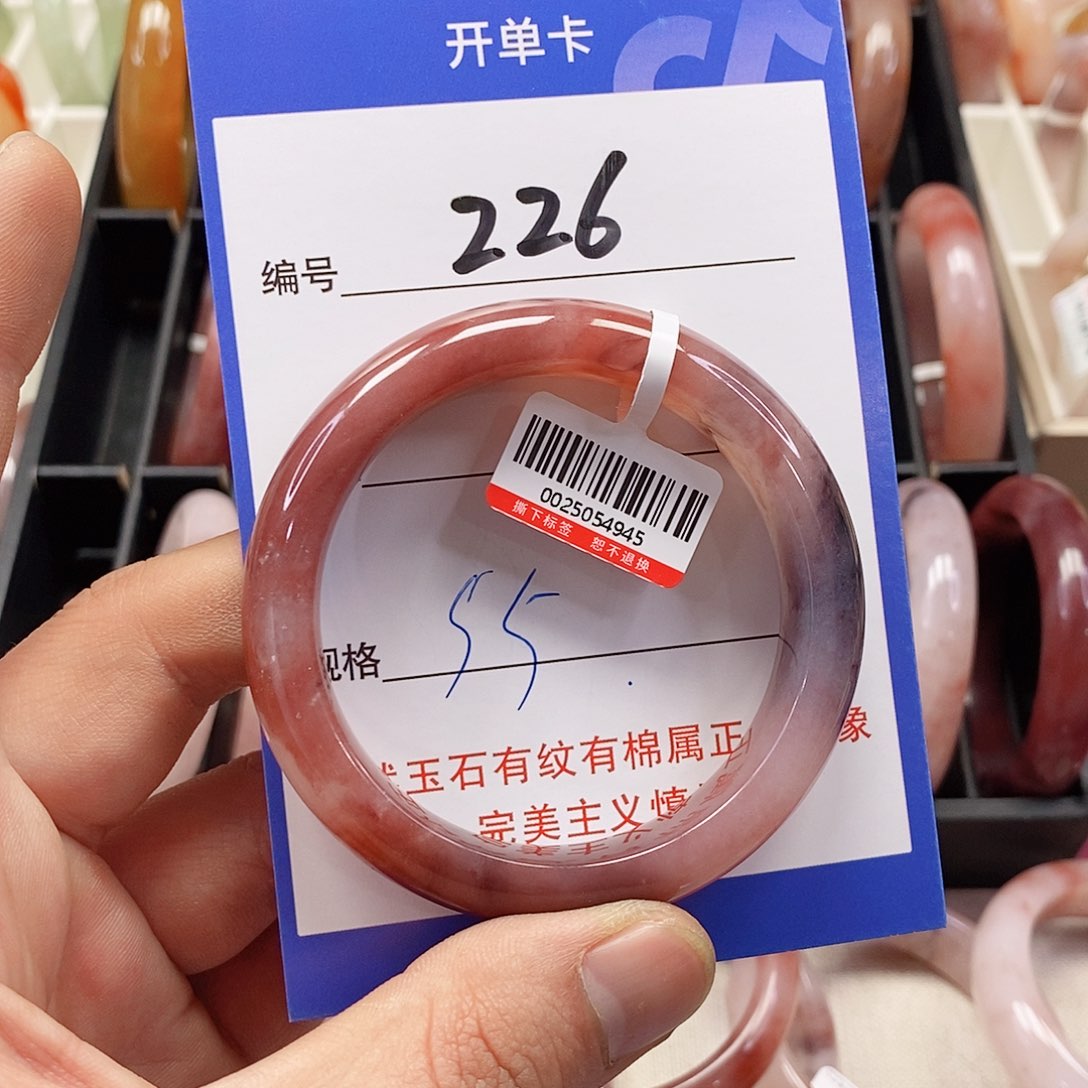 开单卡
编号 226
0025054945
撕下标签 恕不退换
规格 55
玉石有纹有棉属正 象
完美主义慎